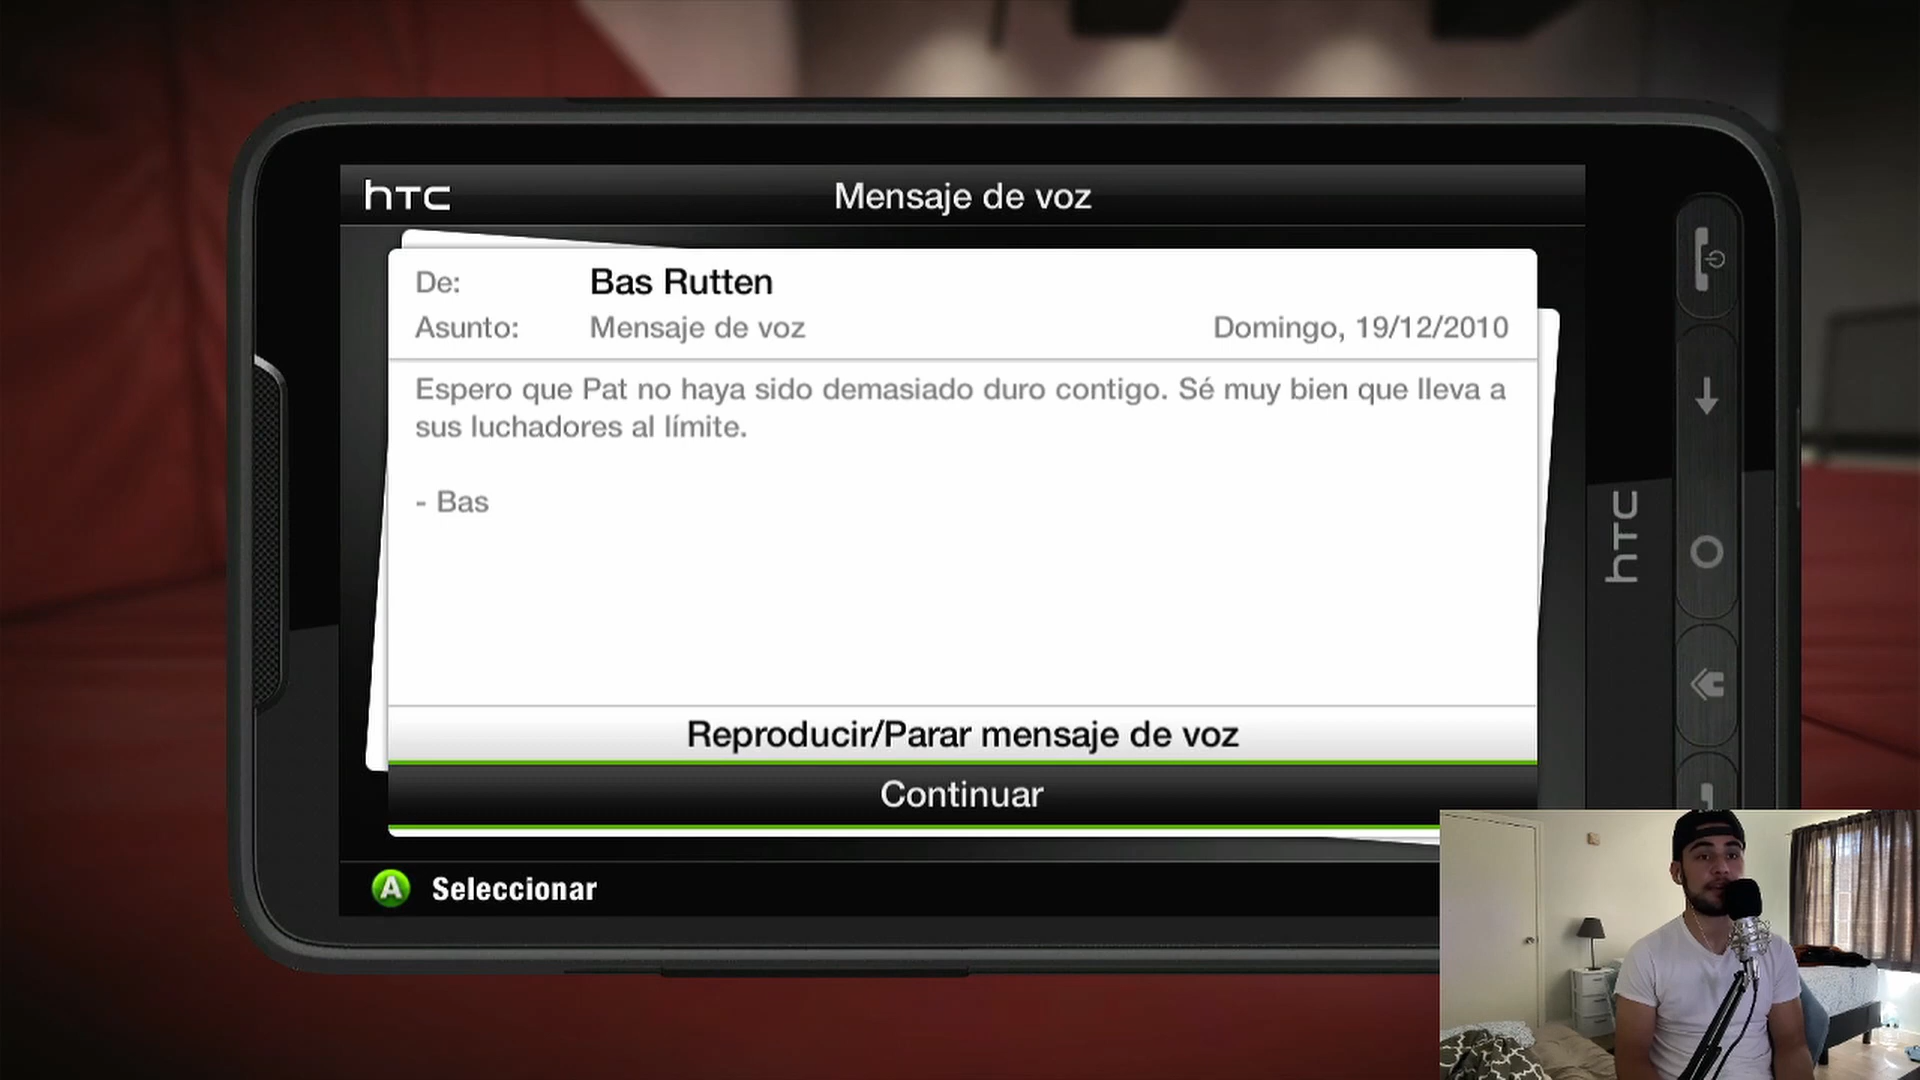 hTC
Mensaje de voz
De: Bas Rutten
Asunto: Mensaje de voz Domingo, 19/12/2010
Espero que Pat no haya sido demasiado duro contigo. Sé muy bien que lleva a
sus luchadores al límite.
- Bas
Reproducir/Parar mensaje de voz
Continuar
A Seleccionar
hTC